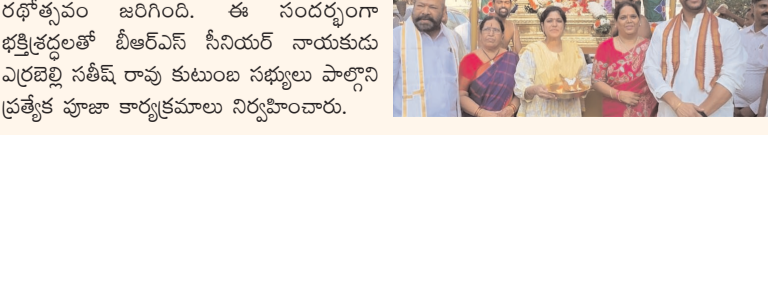 రథోత్సవం జరిగింది. ఈ సందర్భంగా
భక్తిశ్రద్ధలతో బీఆర్ఎస్ సీనియర్ నాయకుడు
ఎర్రబెల్లి సతీష్ రావు కుటుంబ సభ్యులు పాల్గొని
ప్రత్యేక పూజా కార్యక్రమాలు నిర్వహించారు.